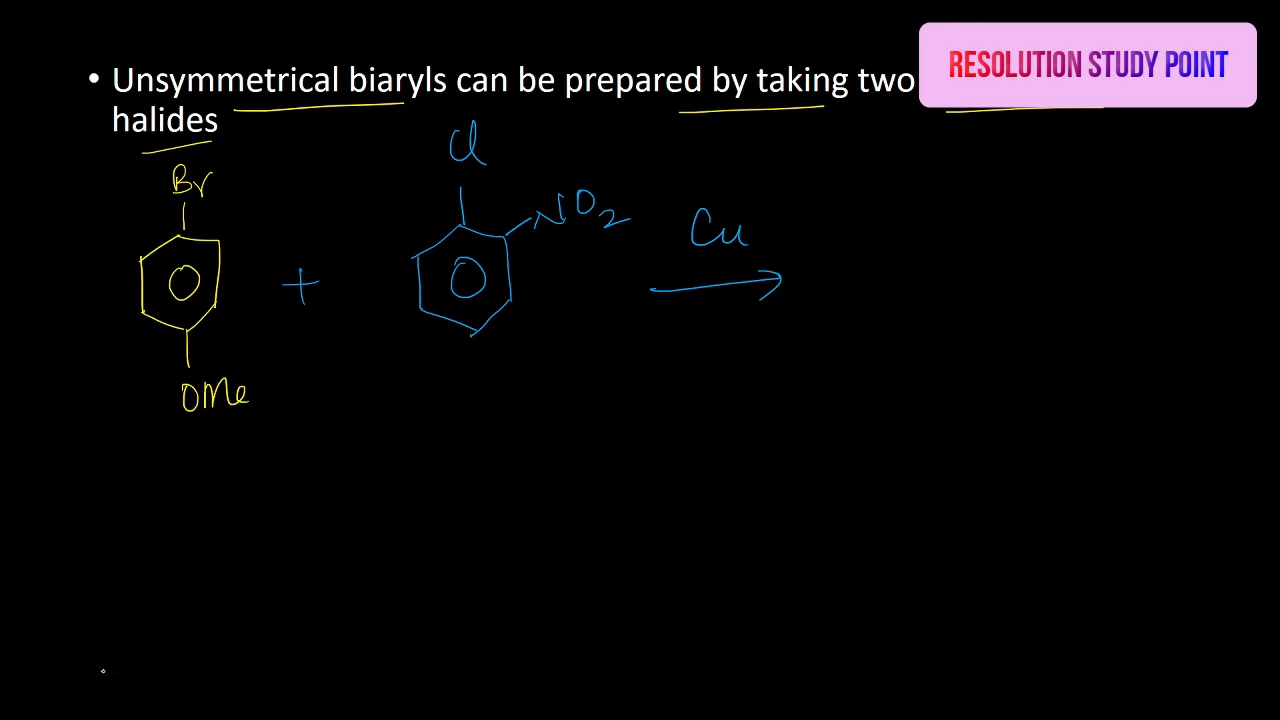 • Unsymmetrical biaryls can be prepared by taking two
halides
RESOLUTION STUDY POINT
Br
OMe
+
Cl
NO2
Cu